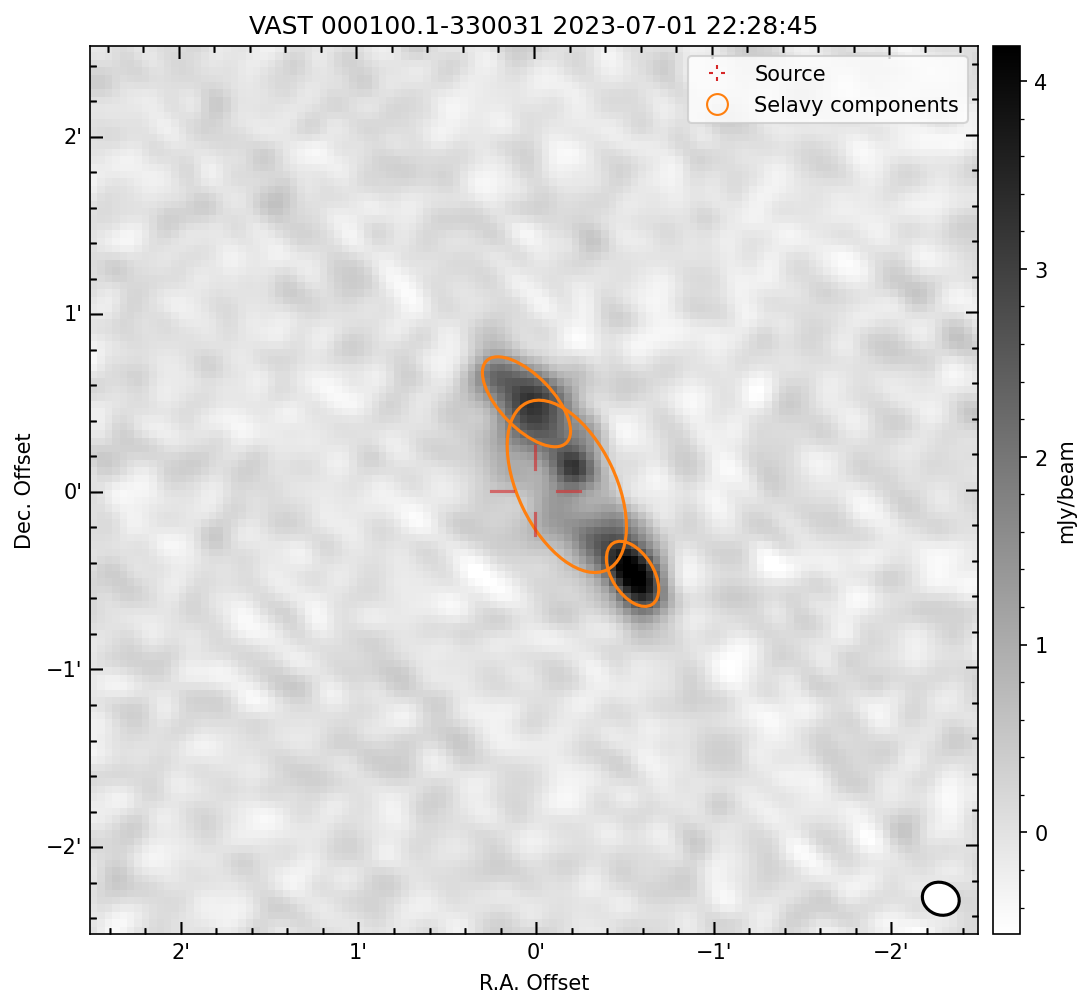 VAST 000100.1-330031 2023-07-01 22:28:45
Source
Selavy components
2'
1'
0'
−1'
−2'
Dec. Offset
2'
1'
0'
−1'
−2'
R.A. Offset
4
3
2
1
0
mJy/beam